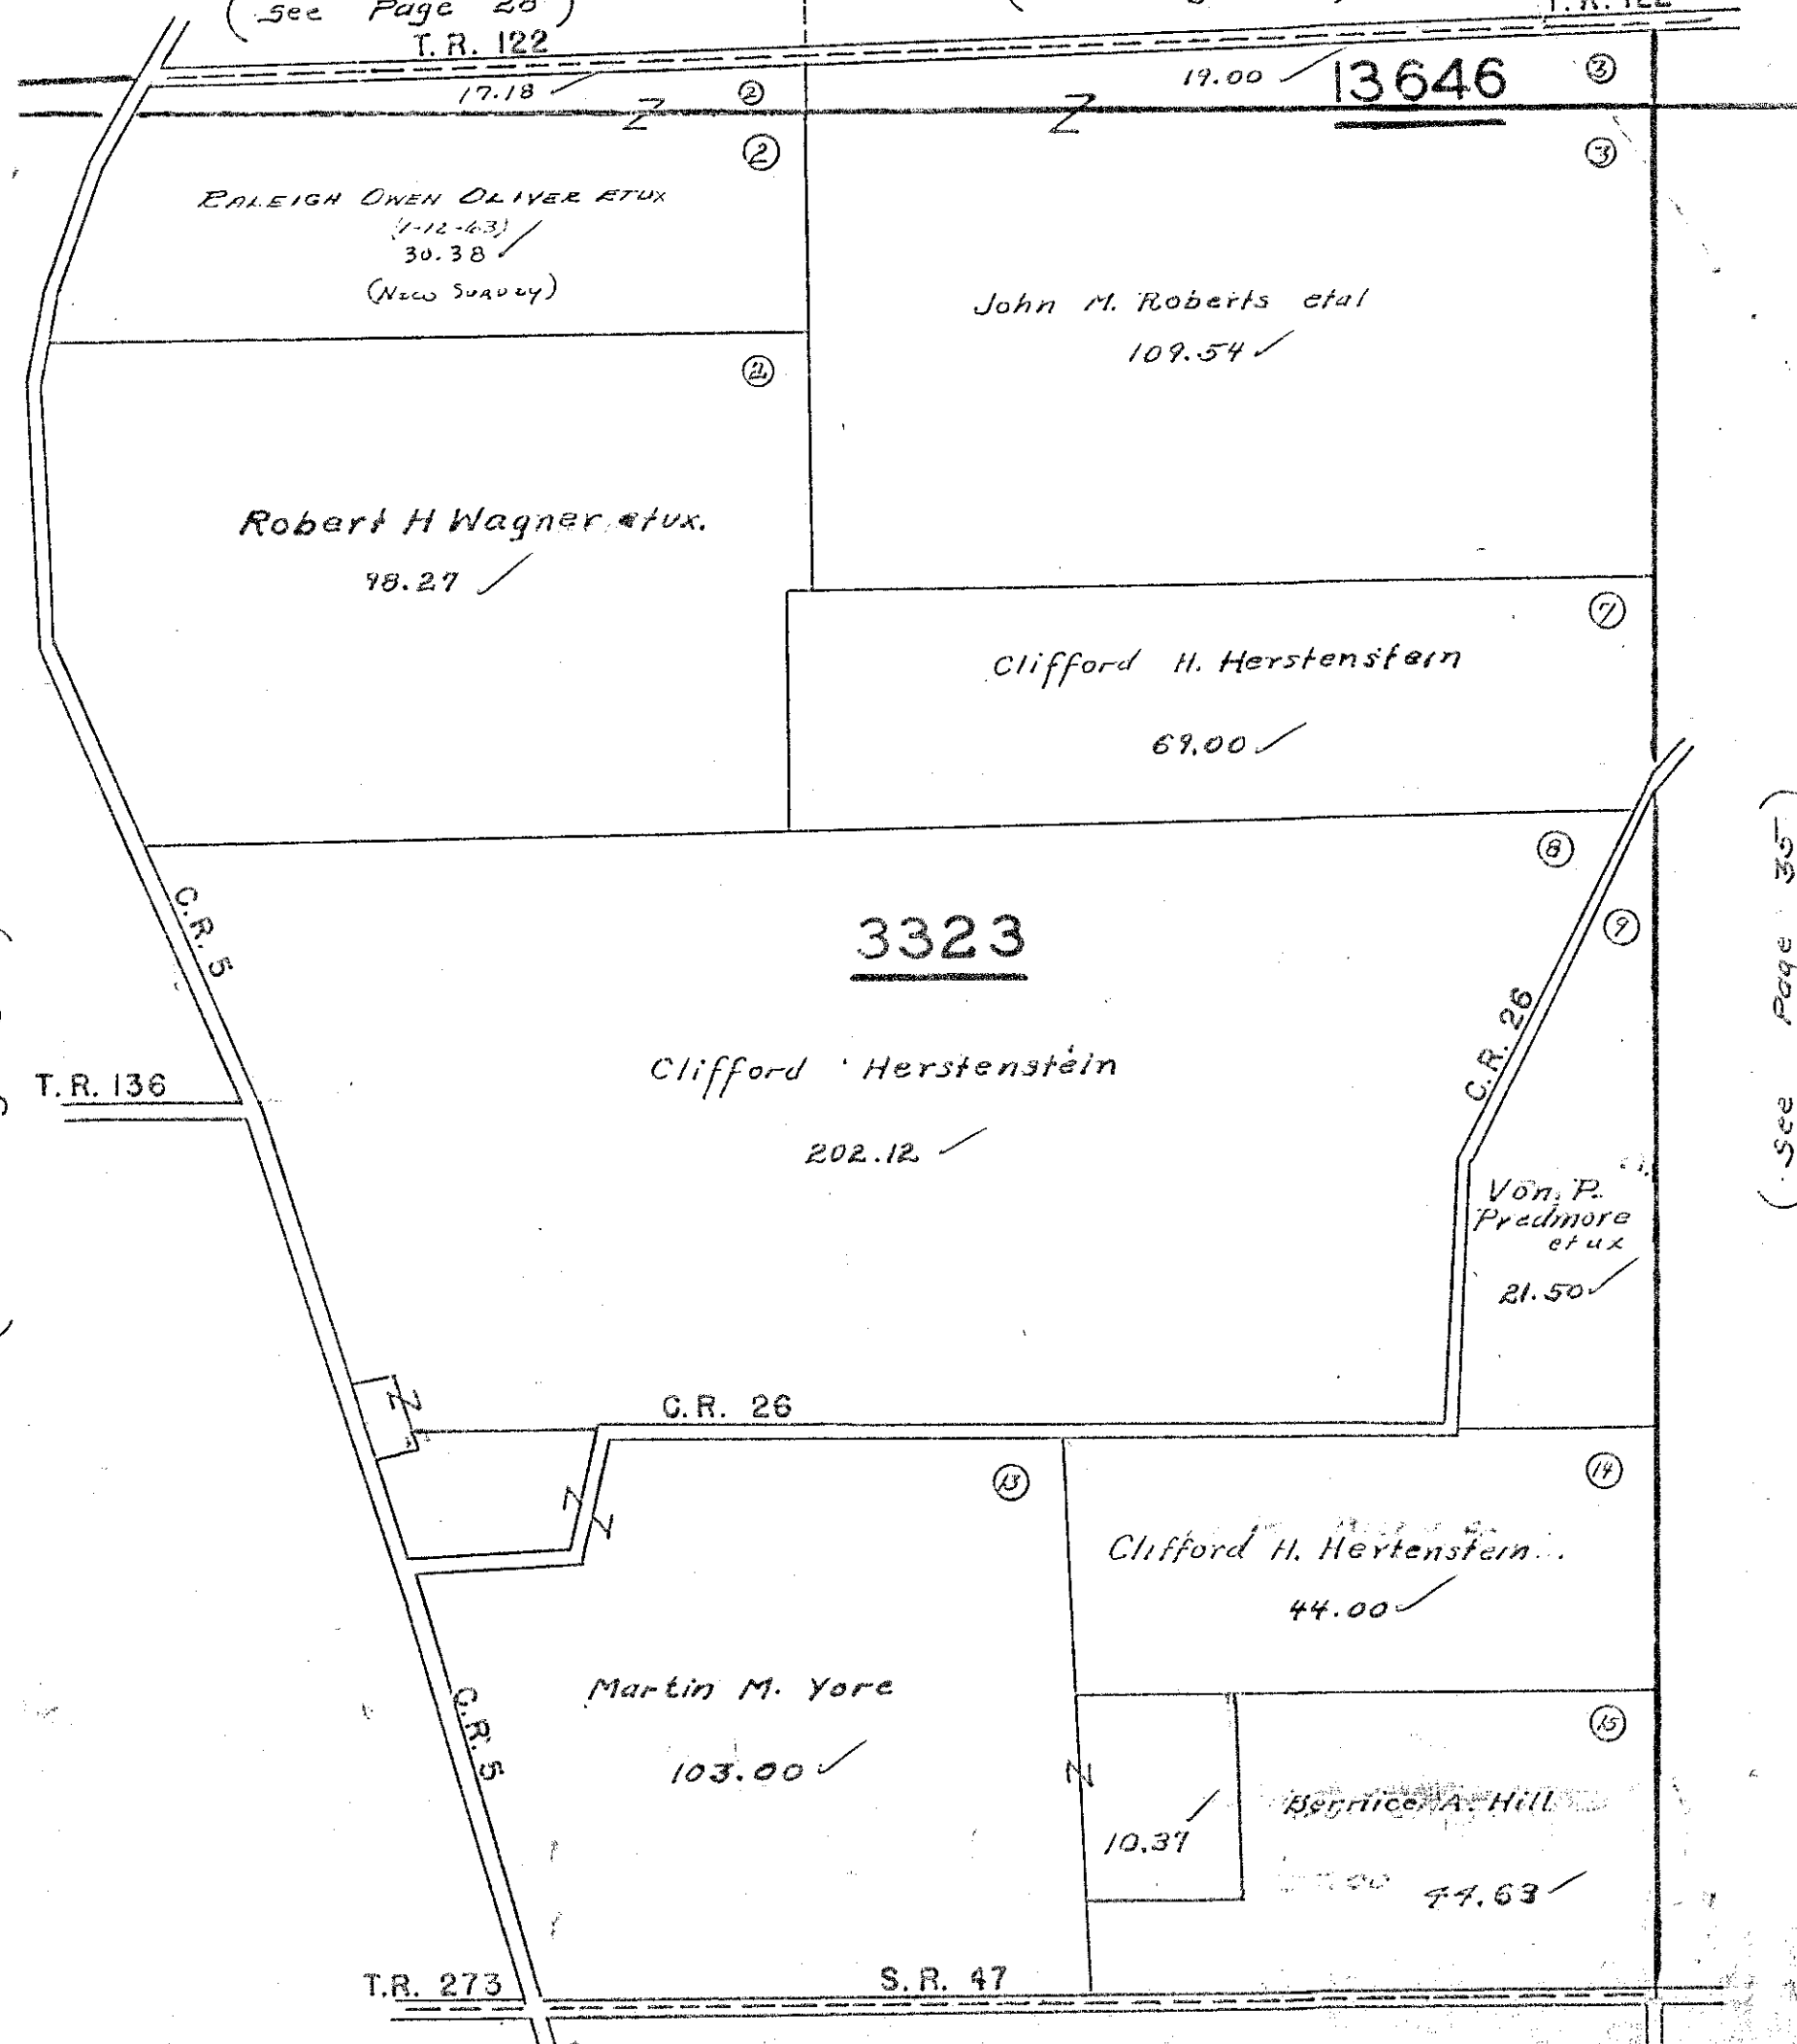 (See Page 28)
T.R. 122
T.R. 122
17.18
②
19.00
13646
③
Z
Z
②
③
RALEIGH OWEN OLIVER ETUX
(1-12-63)
30.38
(NEW SURVEY)
John M. Roberts etal
109.54
②
Robert H Wagner etux.
98.27
⑦
Clifford H. Herstenstein
69.00
⑧
⑨
C.R. 5
3323
C.R. 26
(See Page 35)
Clifford Herstenstein
202.12
T.R. 136
Von. P.
Predmore
et ux
21.50
Z
C.R. 26
⑬
⑭
Z
Z
Clifford H. Hertenstein
44.00
C.R. 5
Martin M. Yore
103.00
⑮
Z
10.37
Bernice A. Hill
44.63
T.R. 273
S.R. 47